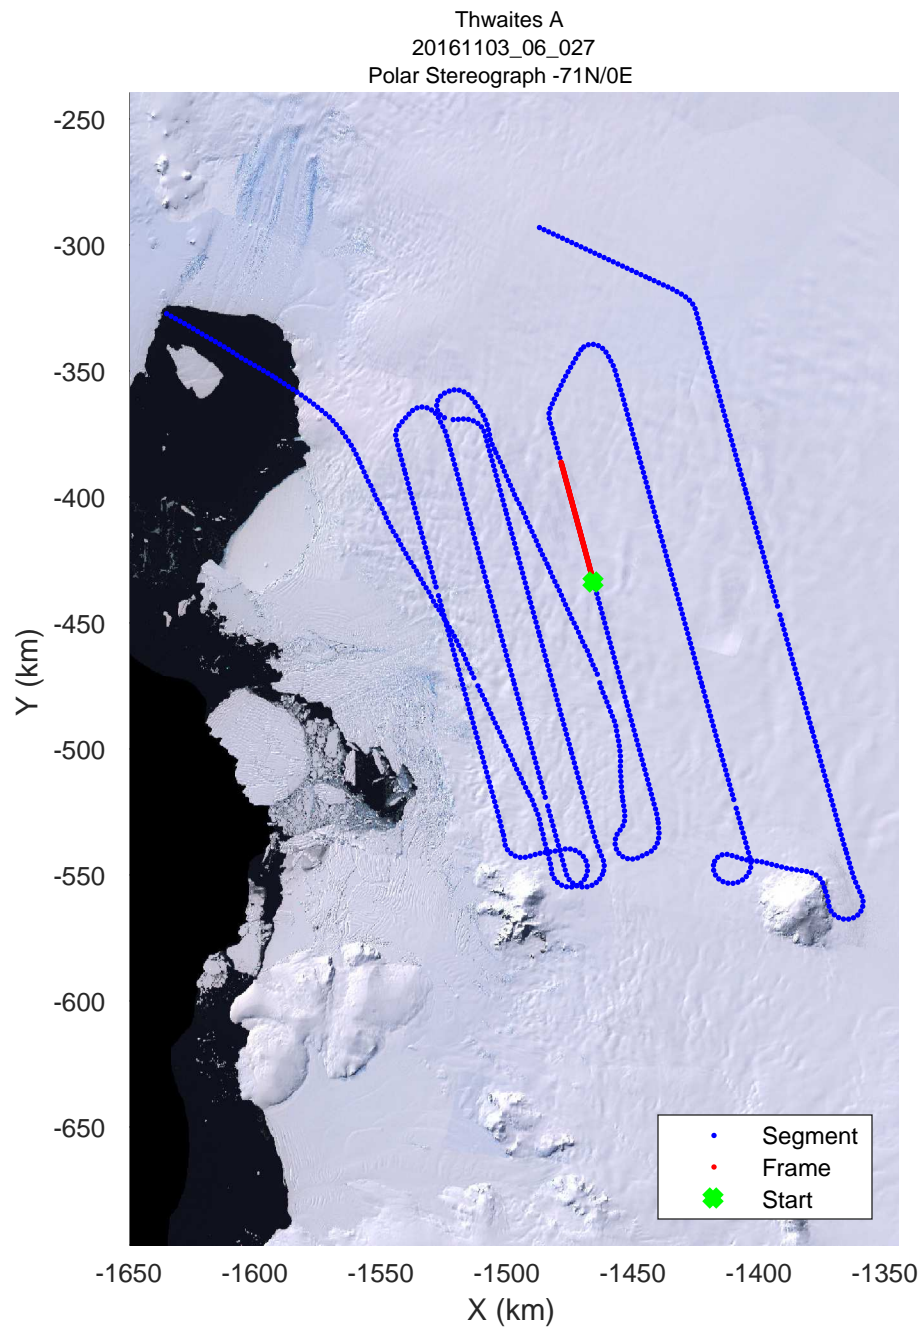 Thwaites A
20161103_06_027
Polar Stereograph -71N/0E
-250
-300
-350
-400
-450
-500
-550
-600
-650
Y (km)
Segment
Frame
Start
-1650 -1600 -1550 -1500 -1450 -1400 -1350
X (km)